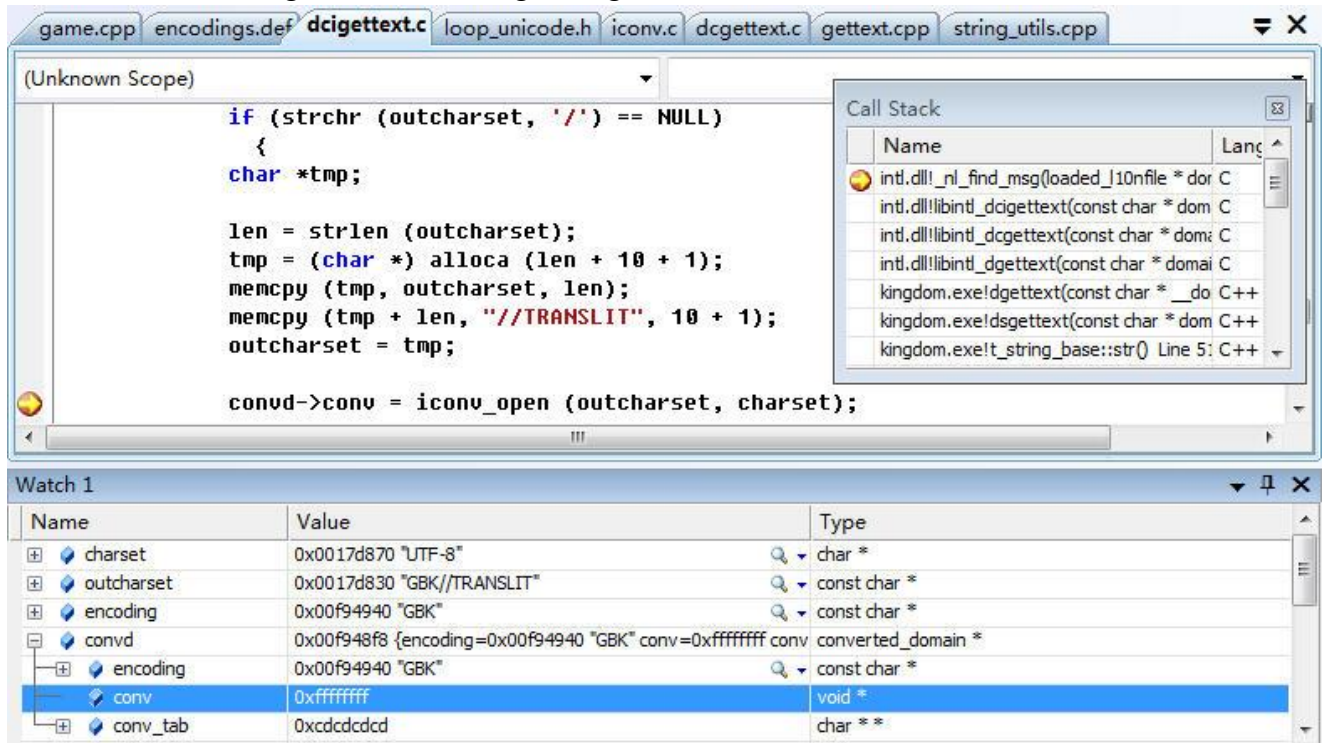 game.cpp encodings.def dcigettext.c loop_unicode.h iconv.c dcgettext.c gettext.cpp string_utils.cpp
(Unknown Scope)
if (strchr (outcharset, '/') == NULL)
{
char *tmp;
len = strlen (outcharset);
tmp = (char *) alloca (len + 10 + 1);
memcpy (tmp, outcharset, len);
memcpy (tmp + len, "//TRANSLIT", 10 + 1);
outcharset = tmp;
convd->conv = iconv_open (outcharset, charset);
Call Stack
Name Lang
intl.dll!_nl_find_msg(loaded_l10nfile * dor C
intl.dll!libintl_dcigettext(const char * dom C
intl.dll!libintl_dcgettext(const char * doma C
intl.dll!libintl_dgettext(const char * domai C
kingdom.exe!dgettext(const char * __do C++
kingdom.exe!dsgettext(const char * dom C++
kingdom.exe!t_string_base::str() Line 51 C++
Watch 1
Name Value Type
charset 0x0017d870 "UTF-8" char *
outcharset 0x0017d830 "GBK//TRANSLIT" const char *
encoding 0x00f94940 "GBK" const char *
convd 0x00f948f8 {encoding=0x00f94940 "GBK" conv=0xffffffff conv converted_domain *
encoding 0x00f94940 "GBK" const char *
conv 0xffffffff void *
conv_tab 0xcdcdcdcd char * *